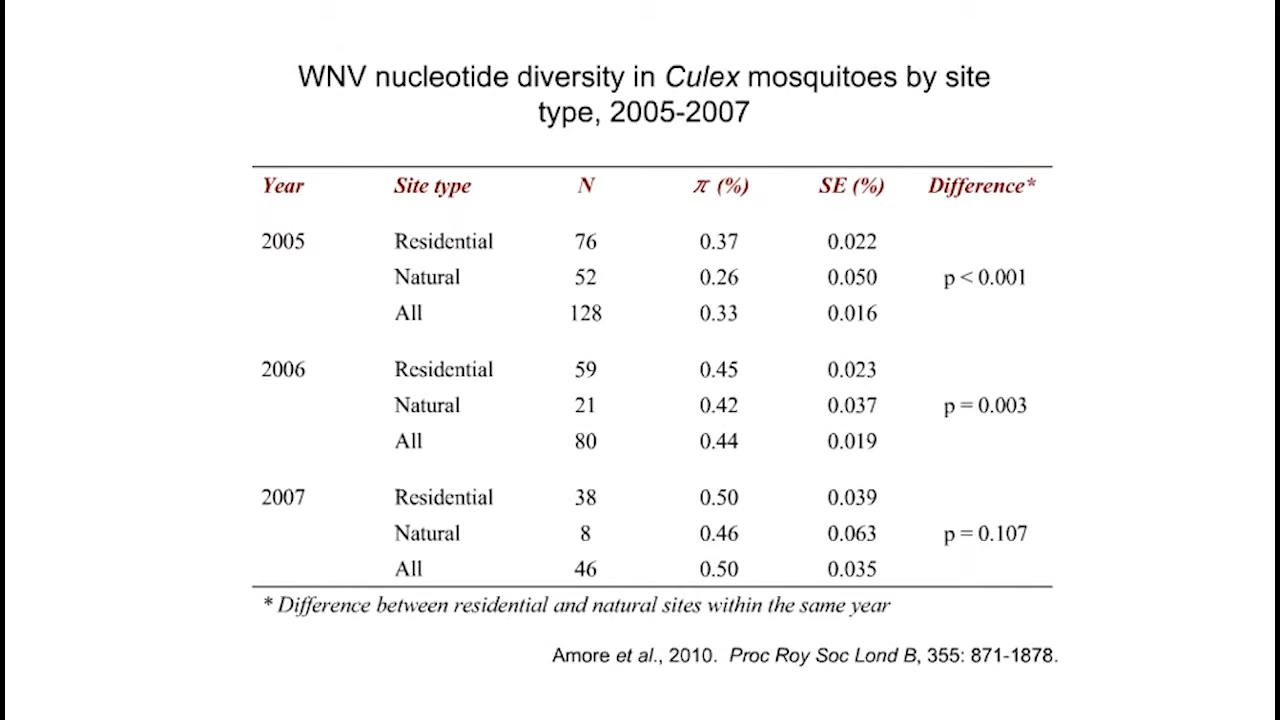 WNV nucleotide diversity in Culex mosquitoes by site
type, 2005-2007
Year Site type N π (%) SE (%) Difference*
2005 Residential 76 0.37 0.022
Natural 52 0.26 0.050 p < 0.001
All 128 0.33 0.016
2006 Residential 59 0.45 0.023
Natural 21 0.42 0.037 p = 0.003
All 80 0.44 0.019
2007 Residential 38 0.50 0.039
Natural 8 0.46 0.063 p = 0.107
All 46 0.50 0.035
* Difference between residential and natural sites within the same year
Amore et al., 2010. Proc Roy Soc Lond B, 355: 871-1878.